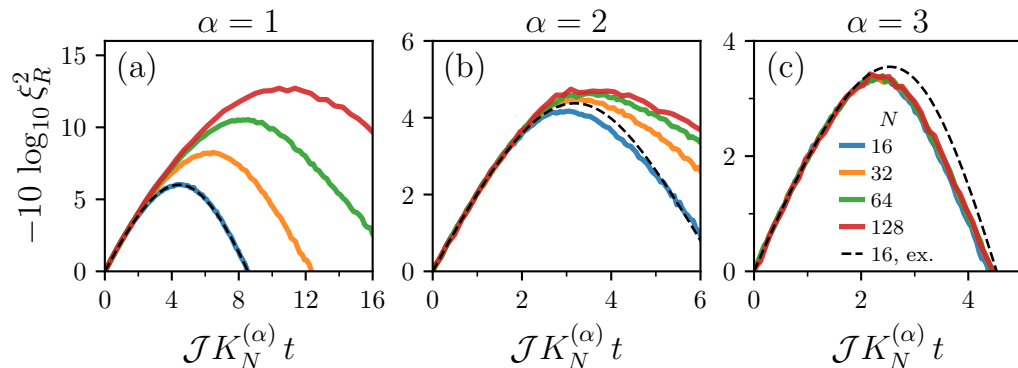 α = 1
α = 2
α = 3
−10 log₁₀ ξ²_R
(a)
15
10
5
0
0 4 8 12 16
𝒥K_N^(α) t
(b)
6
4
2
0
0 2 4 6
𝒥K_N^(α) t
(c)
4
2
0
0 2 4
𝒥K_N^(α) t
N
16
32
64
128
16, ex.